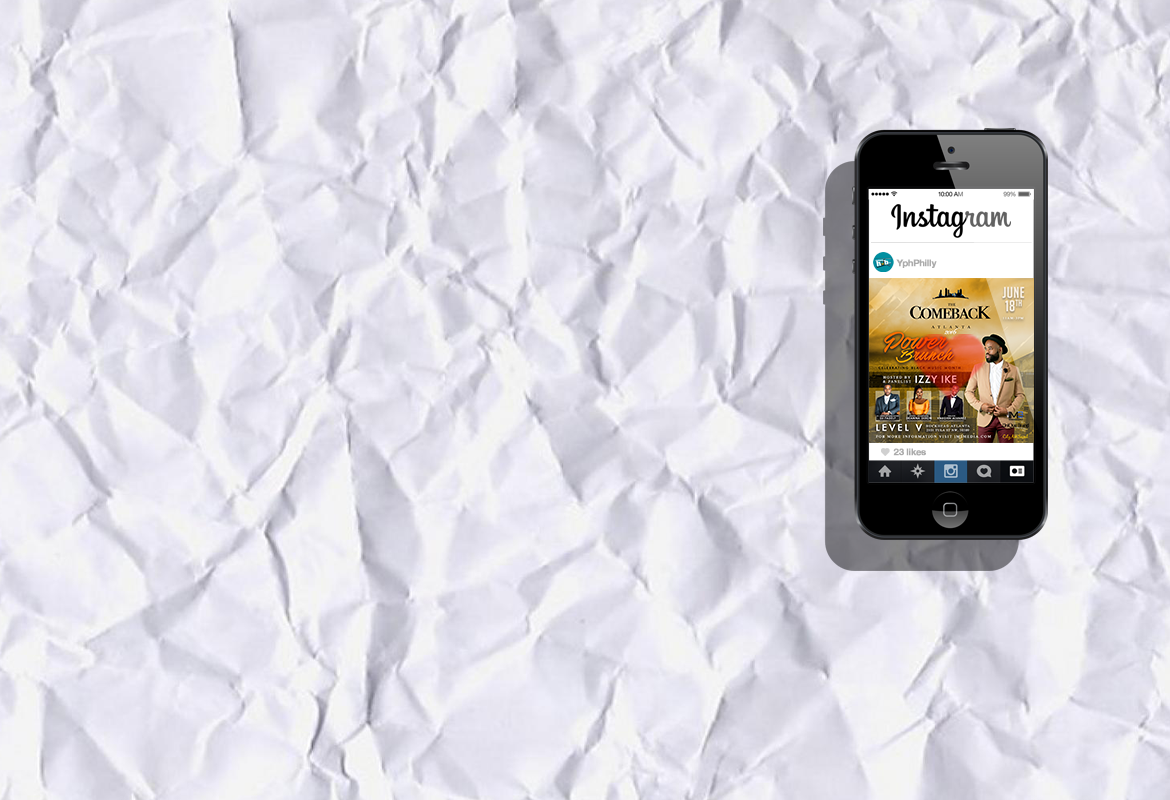 10:00 AM
99%
Instagram
YphPhilly
THE
COMEBACK
ATLANTA
JUNE
18TH
Power
Brunch
CELEBRATING BLACK MUSIC MONTH
HOSTED BY
& PANELIST IZZY IKE
LEVEL V
FOR MORE INFORMATION VISIT
23 likes